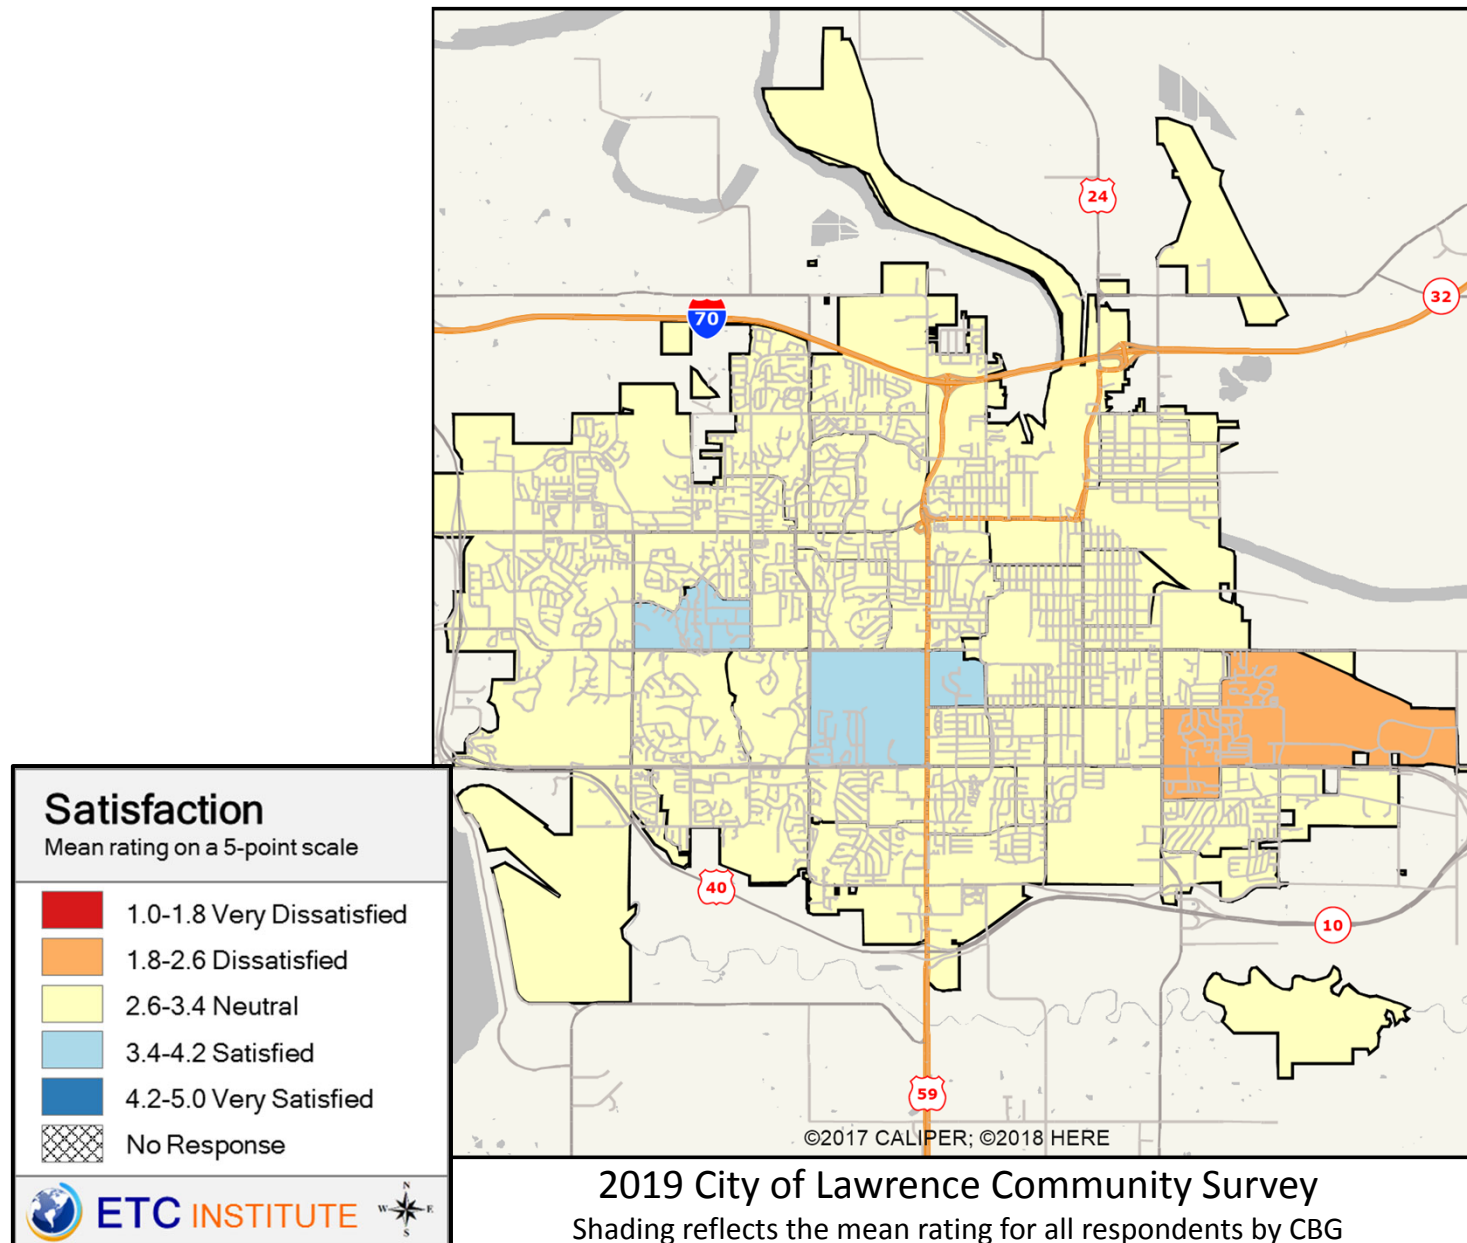 24
32
70
Satisfaction
Mean rating on a 5-point scale
1.0-1.8 Very Dissatisfied
1.8-2.6 Dissatisfied
2.6-3.4 Neutral
3.4-4.2 Satisfied
4.2-5.0 Very Satisfied
No Response
ETC INSTITUTE
N
W E
S
40
10
59
©2017 CALIPER; ©2018 HERE
2019 City of Lawrence Community Survey
Shading reflects the mean rating for all respondents by CBG